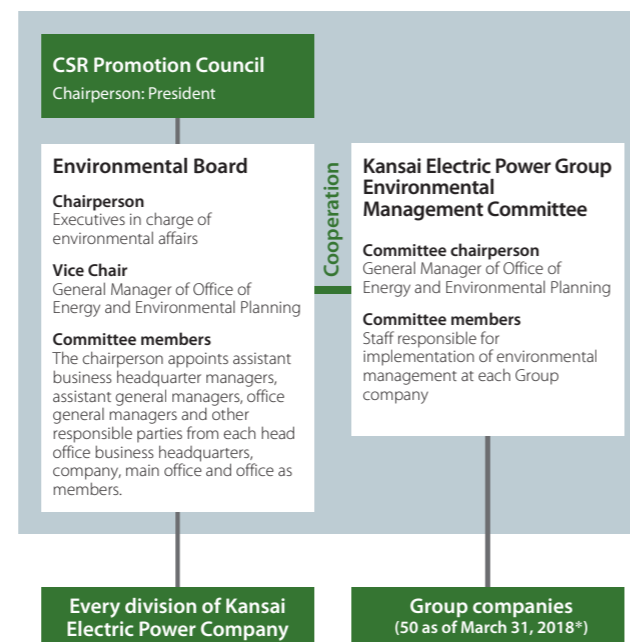 CSR Promotion Council
Chairperson: President
Environmental Board
Chairperson
Executives in charge of
environmental affairs
Vice Chair
General Manager of Office of
Energy and Environmental Planning
Committee members
The chairperson appoints assistant
business headquarter managers,
assistant general managers, office
general managers and other
responsible parties from each head
office business headquarters,
company, main office and office as
members.
Cooperation
Kansai Electric Power Group
Environmental
Management Committee
Committee chairperson
General Manager of Office of
Energy and Environmental Planning
Committee members
Staff responsible for
implementation of environmental
management at each Group
company
Every division of Kansai
Electric Power Company
Group companies
(50 as of March 31, 2018*)